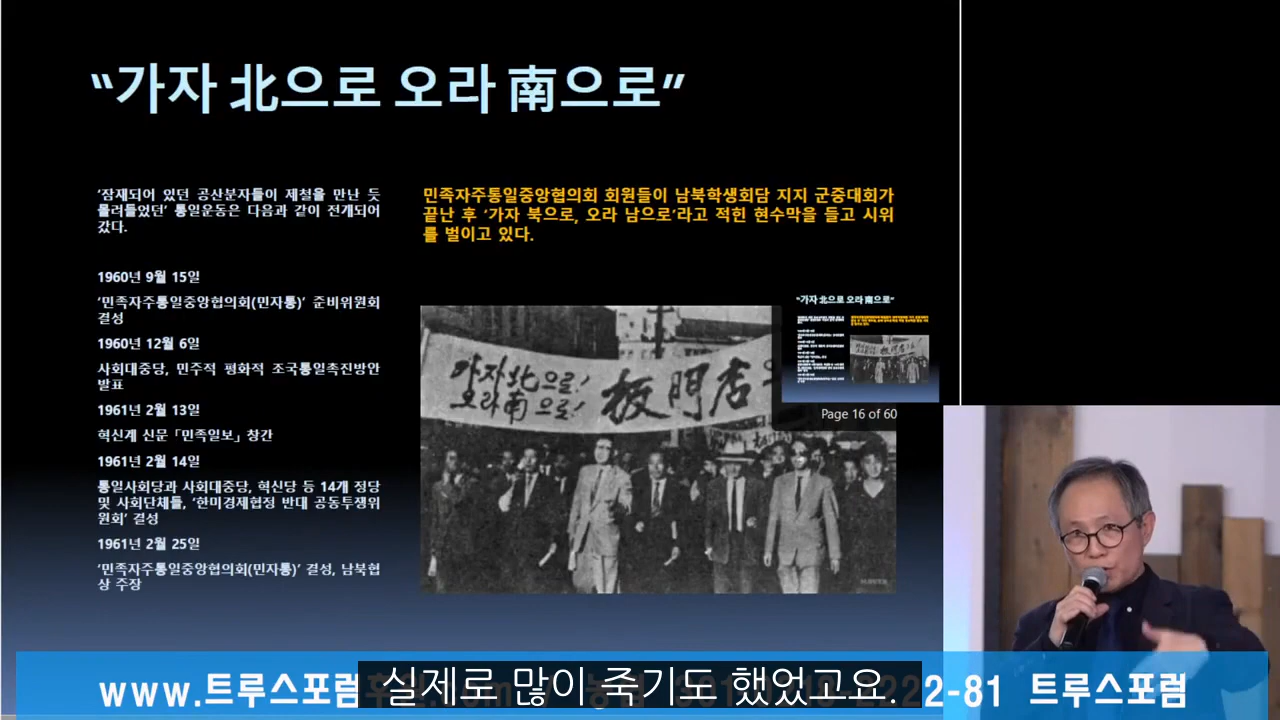 “가자 北으로 오라 南으로”
‘잠재되어 있던 공산분자들이 제철을 만난 듯
몰려들었던’ 통일운동은 다음과 같이 전개되어
갔다.
1960년 9월 15일
‘민족자주통일중앙협의회(민자통)’ 준비위원회
결성
1960년 12월 6일
사회대중당, 민주적 평화적 조국통일촉진방안
발표
1961년 2월 13일
혁신계 신문 「민족일보」 창간
1961년 2월 14일
통일사회당과 사회대중당, 혁신당 등 14개 정당
및 사회단체들, ‘한미경제협정 반대 공동투쟁위
원회’ 결성
1961년 2월 25일
‘민족자주통일중앙협의회(민자통)’ 결성, 남북협
상 주장
민족자주통일중앙협의회 회원들이 남북학생회담 지지 군중대회가
끝난 후 ‘가자 북으로, 오라 남으로’라고 적힌 현수막을 들고 시위
를 벌이고 있다.
가자 北으로!
오라 南으로!
板門店
“가자 北으로 오라 南으로”
Page 16 of 60
www.트루스포럼
2-81 트루스포럼
실제로 많이 죽기도 했었고요.